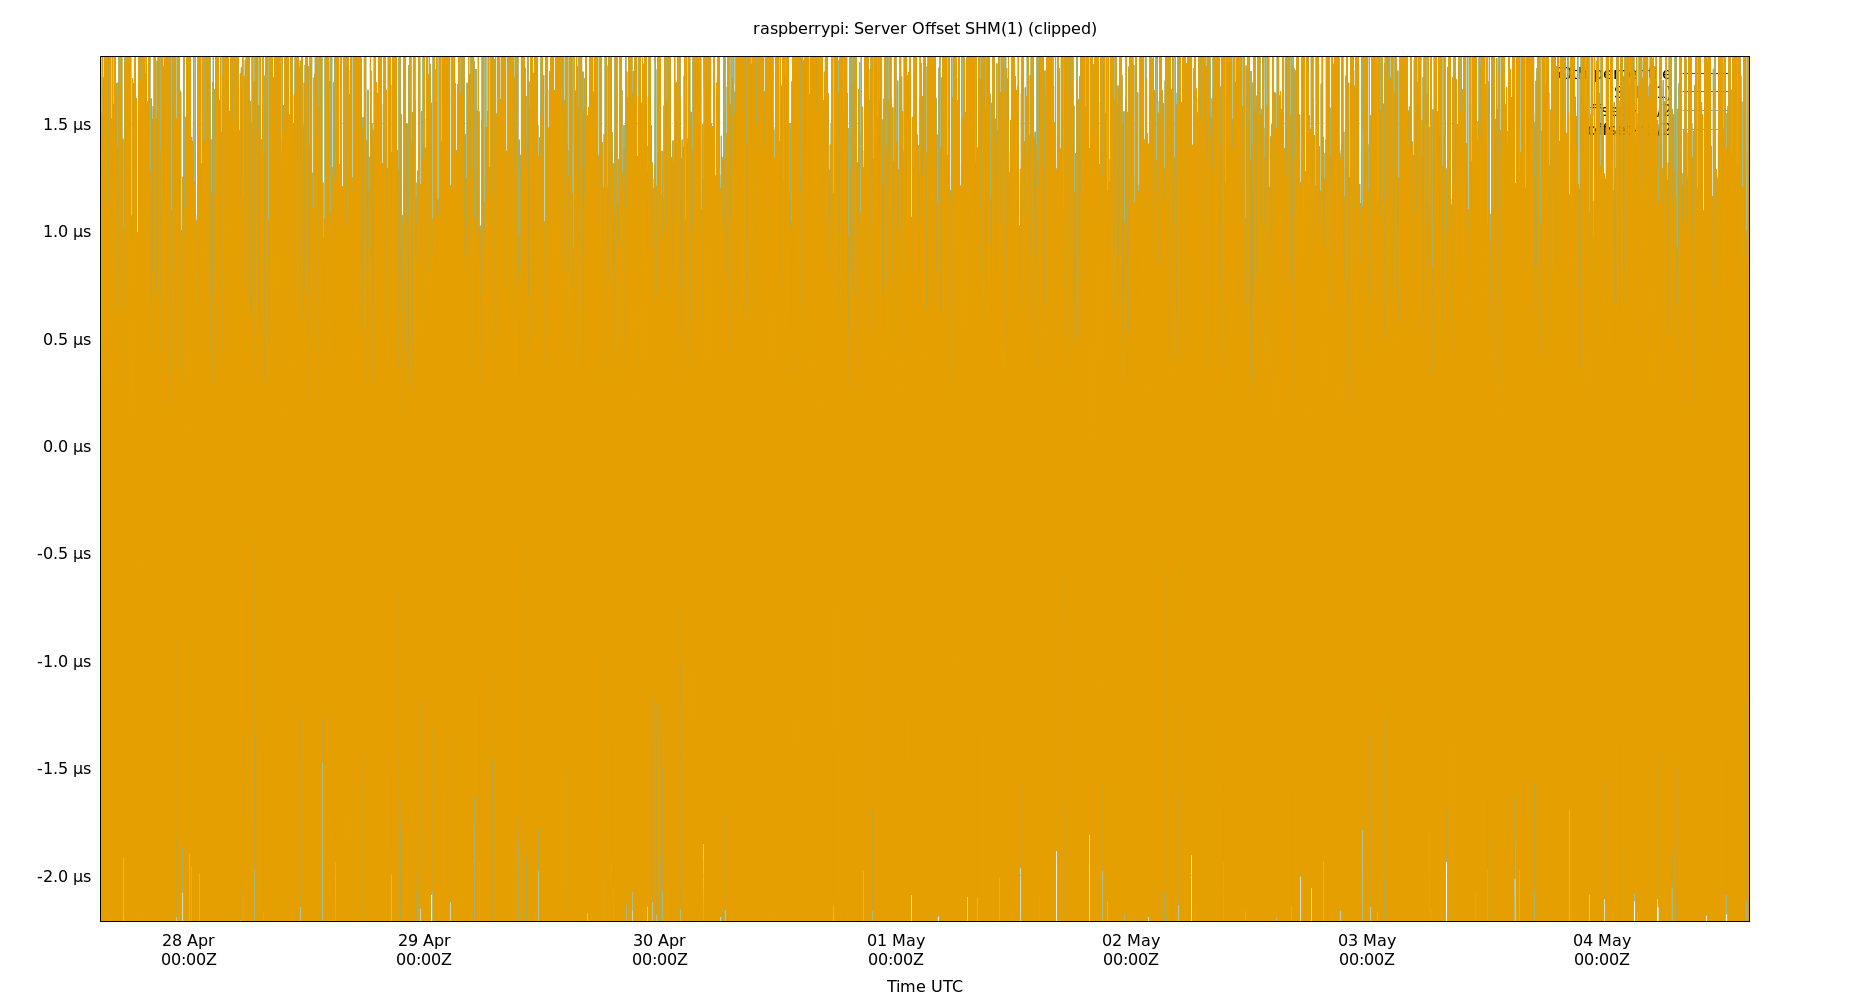 raspberrypi: Server Offset SHM(1) (clipped)
1.5 µs
1.0 µs
0.5 µs
0.0 µs
-0.5 µs
-1.0 µs
-1.5 µs
-2.0 µs
28 Apr 29 Apr 30 Apr 01 May 02 May 03 May 04 May
00:00Z 00:00Z 00:00Z 00:00Z 00:00Z 00:00Z 00:00Z
Time UTC